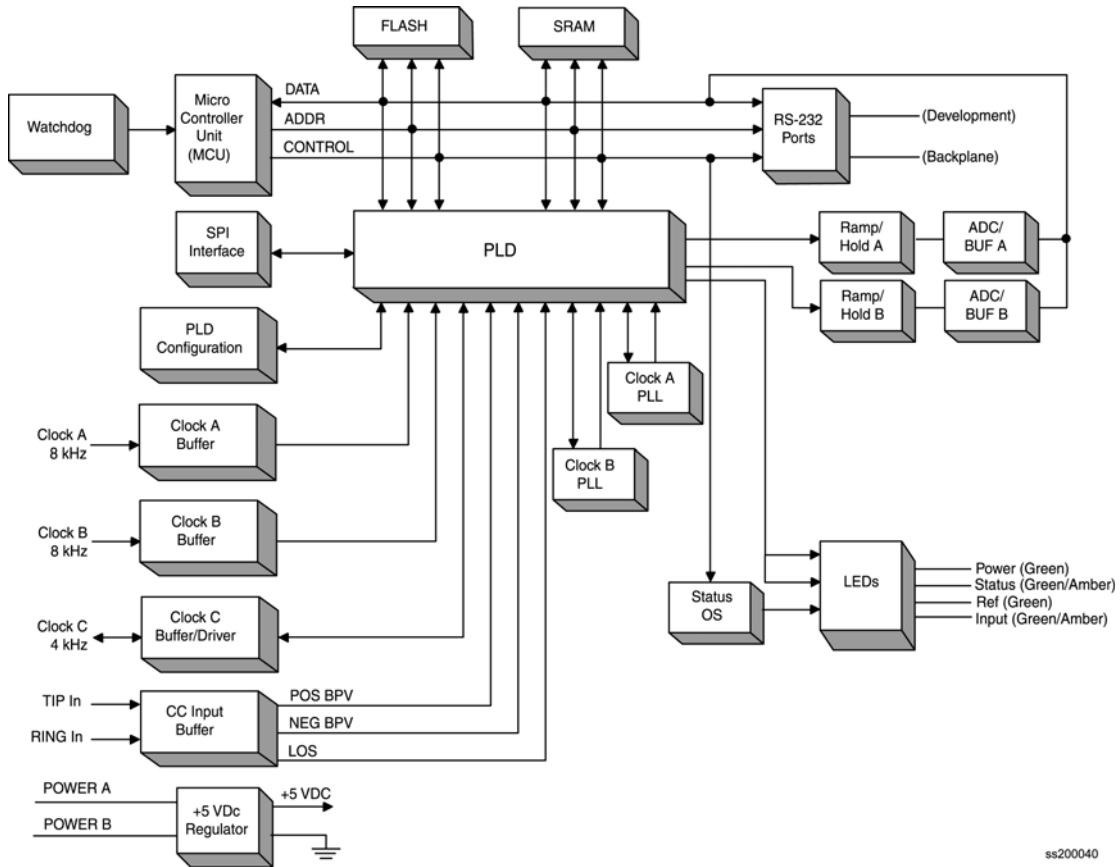 FLASH
SRAM
DATA
ADDR
CONTROL
Watchdog
Micro
Controller
Unit
(MCU)
RS-232
Ports
(Development)
(Backplane)
SPI
Interface
PLD
Ramp/
Hold A
ADC/
BUF A
Ramp/
Hold B
ADC/
BUF B
PLD
Configuration
Clock A
PLL
Clock A
8 kHz
Clock A
Buffer
Clock B
PLL
Clock B
8 kHz
Clock B
Buffer
Status
OS
LEDs
Power (Green)
Status (Green/Amber)
Ref (Green)
Input (Green/Amber)
Clock C
4 kHz
Clock C
Buffer/Driver
TIP In
RING In
CC Input
Buffer
POS BPV
NEG BPV
LOS
POWER A
POWER B
+5 VDc
Regulator
+5 VDC
ss200040